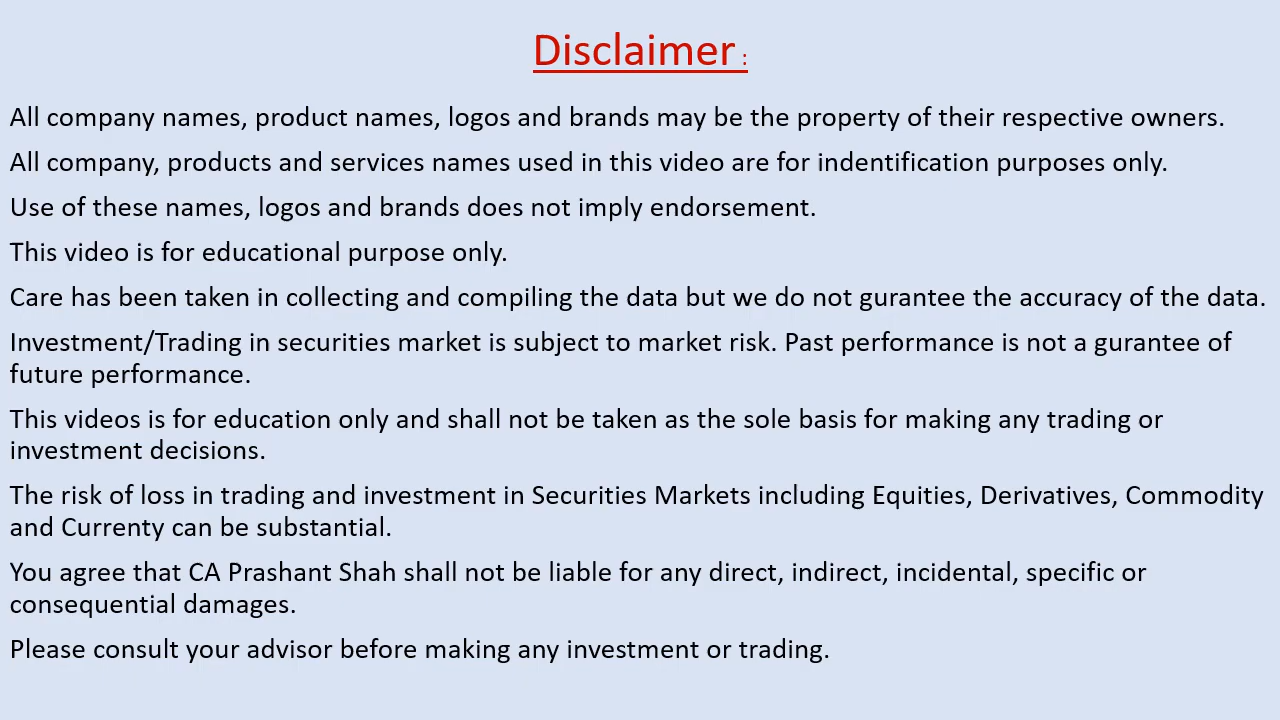 Disclaimer :
All company names, product names, logos and brands may be the property of their respective owners.
All company, products and services names used in this video are for indentification purposes only.
Use of these names, logos and brands does not imply endorsement.
This video is for educational purpose only.
Care has been taken in collecting and compiling the data but we do not gurantee the accuracy of the data.
Investment/Trading in securities market is subject to market risk. Past performance is not a gurantee of
future performance.
This videos is for education only and shall not be taken as the sole basis for making any trading or
investment decisions.
The risk of loss in trading and investment in Securities Markets including Equities, Derivatives, Commodity
and Currenty can be substantial.
You agree that CA Prashant Shah shall not be liable for any direct, indirect, incidental, specific or
consequential damages.
Please consult your advisor before making any investment or trading.